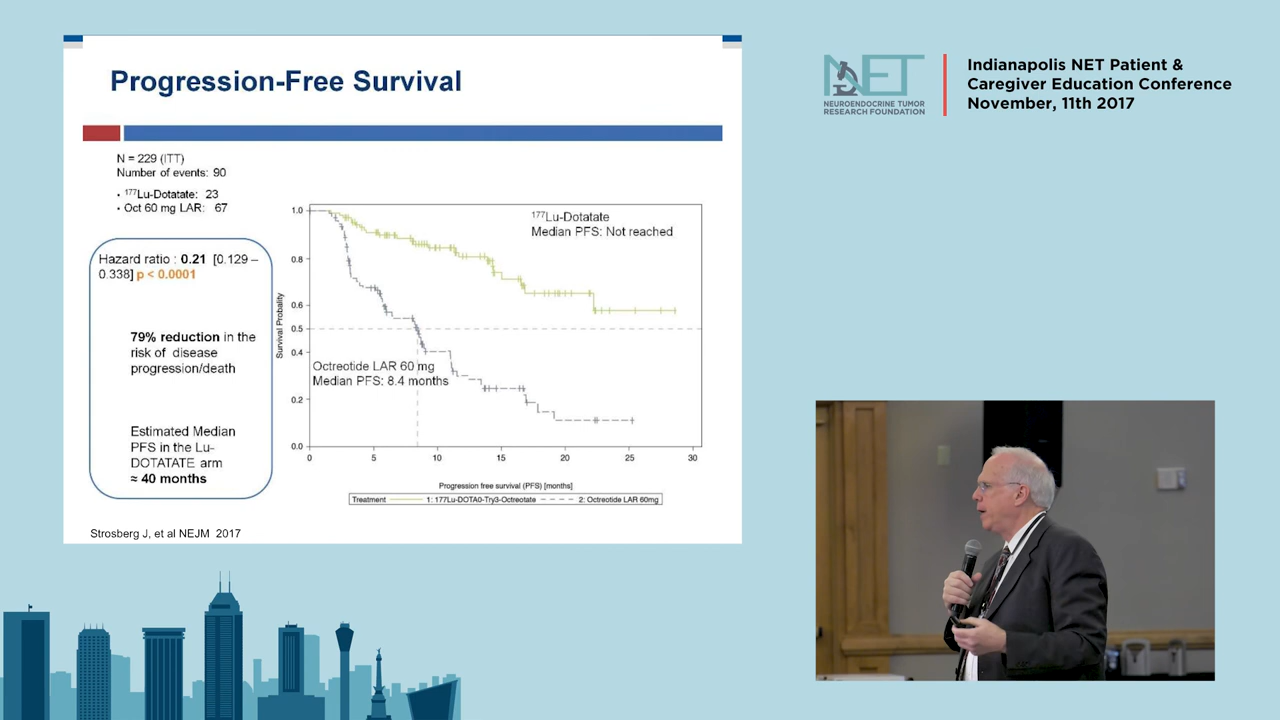 Progression-Free Survival
N = 229 (ITT)
Number of events: 90
• 177Lu-Dotatate: 23
• Oct 60 mg LAR: 67
Hazard ratio : 0.21 [0.129 –
0.338] p < 0.0001
79% reduction in the
risk of disease
progression/death
Estimated Median
PFS in the Lu-
DOTATATE arm
≈ 40 months
Survival Probality
1.0
0.8
0.6
0.5
0.4
0.2
0.0
177Lu-Dotatate
Median PFS: Not reached
Octreotide LAR 60 mg
Median PFS: 8.4 months
0 5 10 15 20 25 30
Progression free survival (PFS) [months]
Treatment 1: 177Lu-DOTA0-Try3-Octreotate 2: Octreotide LAR 60mg
Strosberg J, et al NEJM 2017
NET
NEUROENDOCRINE TUMOR
RESEARCH FOUNDATION
Indianapolis NET Patient &
Caregiver Education Conference
November, 11th 2017